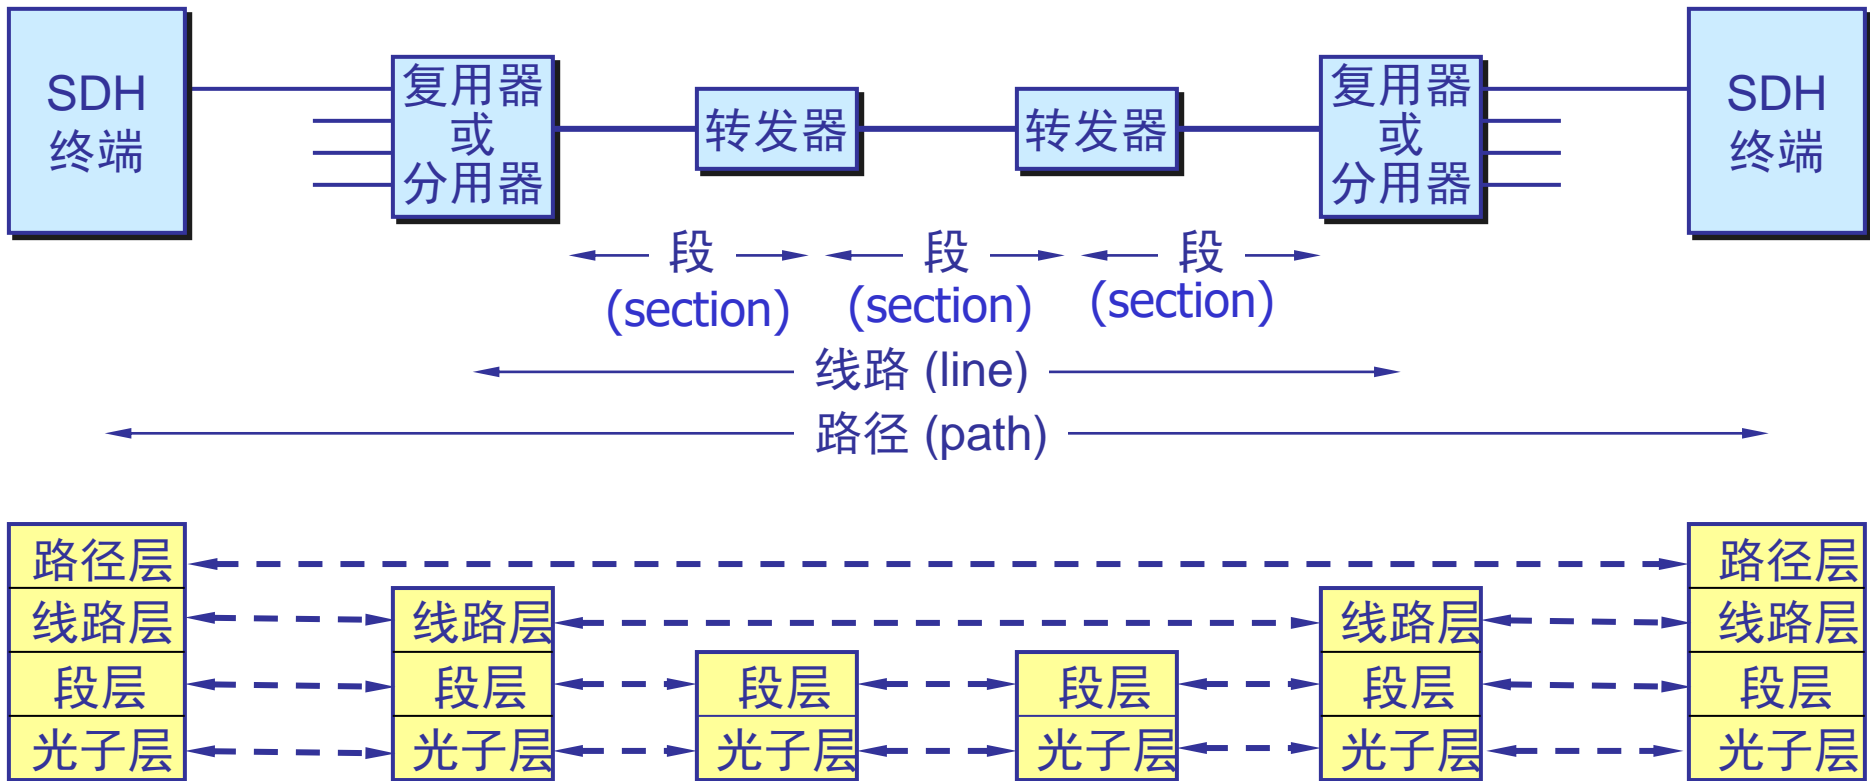 SDH
终端
复用器
或
分用器
转发器
转发器
复用器
或
分用器
SDH
终端
段
(section)
段
(section)
段
(section)
线路 (line)
路径 (path)
路径层
线路层
段层
光子层
线路层
段层
光子层
段层
光子层
段层
光子层
线路层
段层
光子层
路径层
线路层
段层
光子层